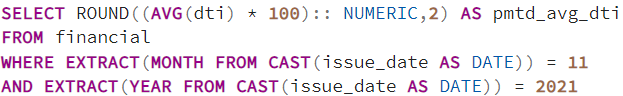 SELECT ROUND((AVG(dti) * 100):: NUMERIC,2) AS pmtd_avg_dti
FROM financial
WHERE EXTRACT(MONTH FROM CAST(issue_date AS DATE)) = 11
AND EXTRACT(YEAR FROM CAST(issue_date AS DATE)) = 2021